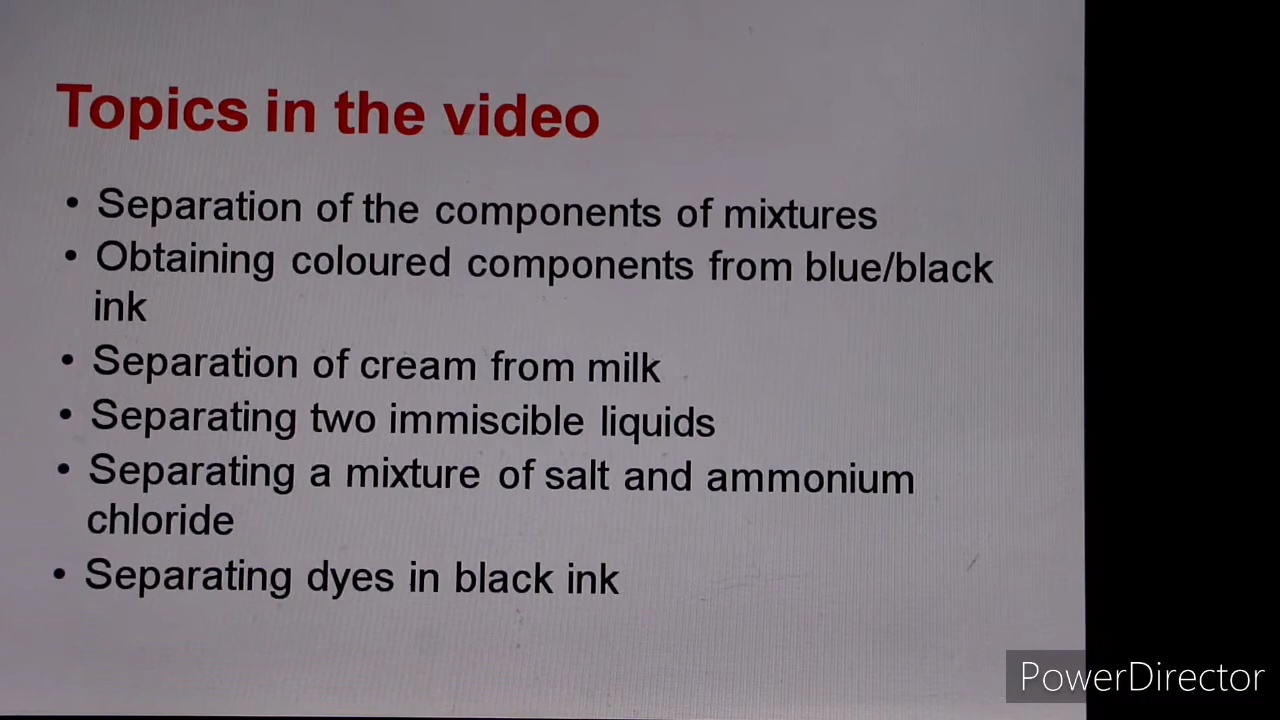 Topics in the video
• Separation of the components of mixtures
• Obtaining coloured components from blue/black
ink
• Separation of cream from milk
• Separating two immiscible liquids
• Separating a mixture of salt and ammonium
chloride
• Separating dyes in black ink
PowerDirector